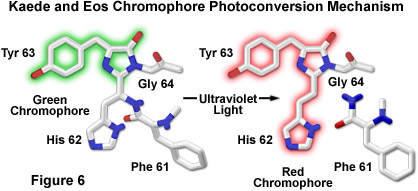 Kaede and Eos Chromophore Photoconversion Mechanism
Tyr 63
Gly 64
Green
Chromophore
His 62
Phe 61
Ultraviolet
Light
Tyr 63
Gly 64
His 62
Phe 61
Red
Chromophore
Figure 6